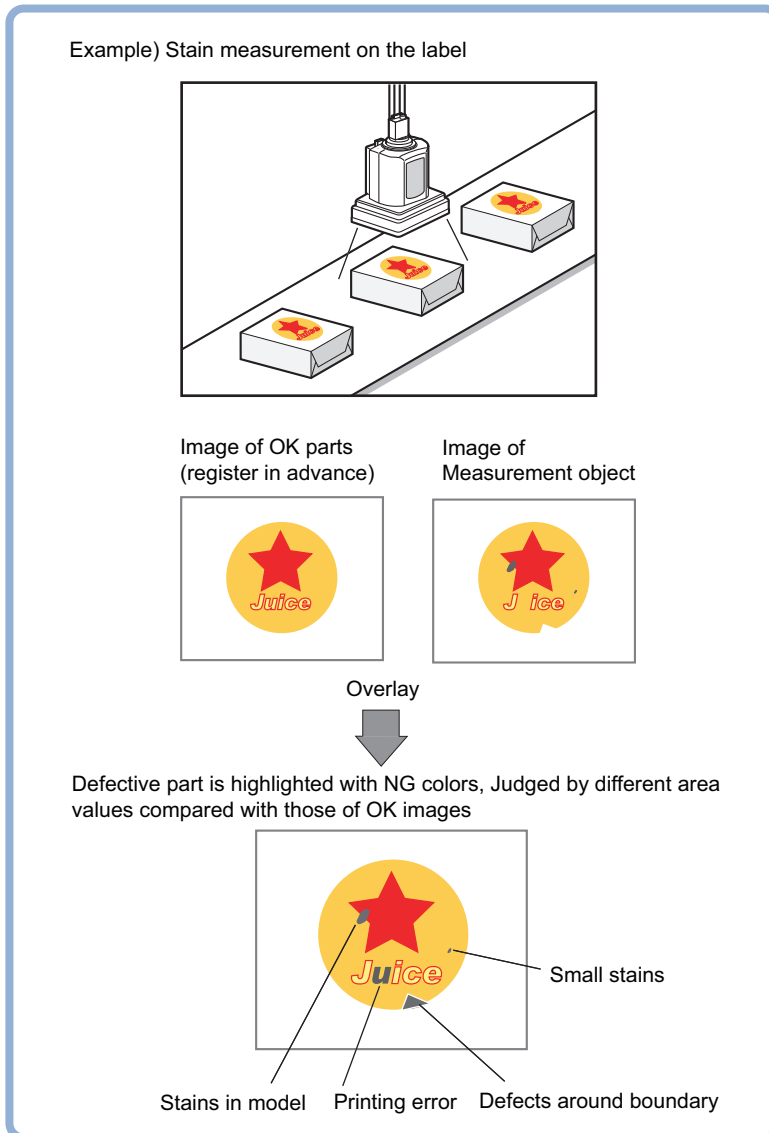 Example) Stain measurement on the label
Juice
Juice
Juice
Image of OK parts
(register in advance)
Image of
Measurement object
Juice
J ice
Overlay
Defective part is highlighted with NG colors, Judged by different area
values compared with those of OK images
Juice
Small stains
Stains in model
Printing error
Defects around boundary